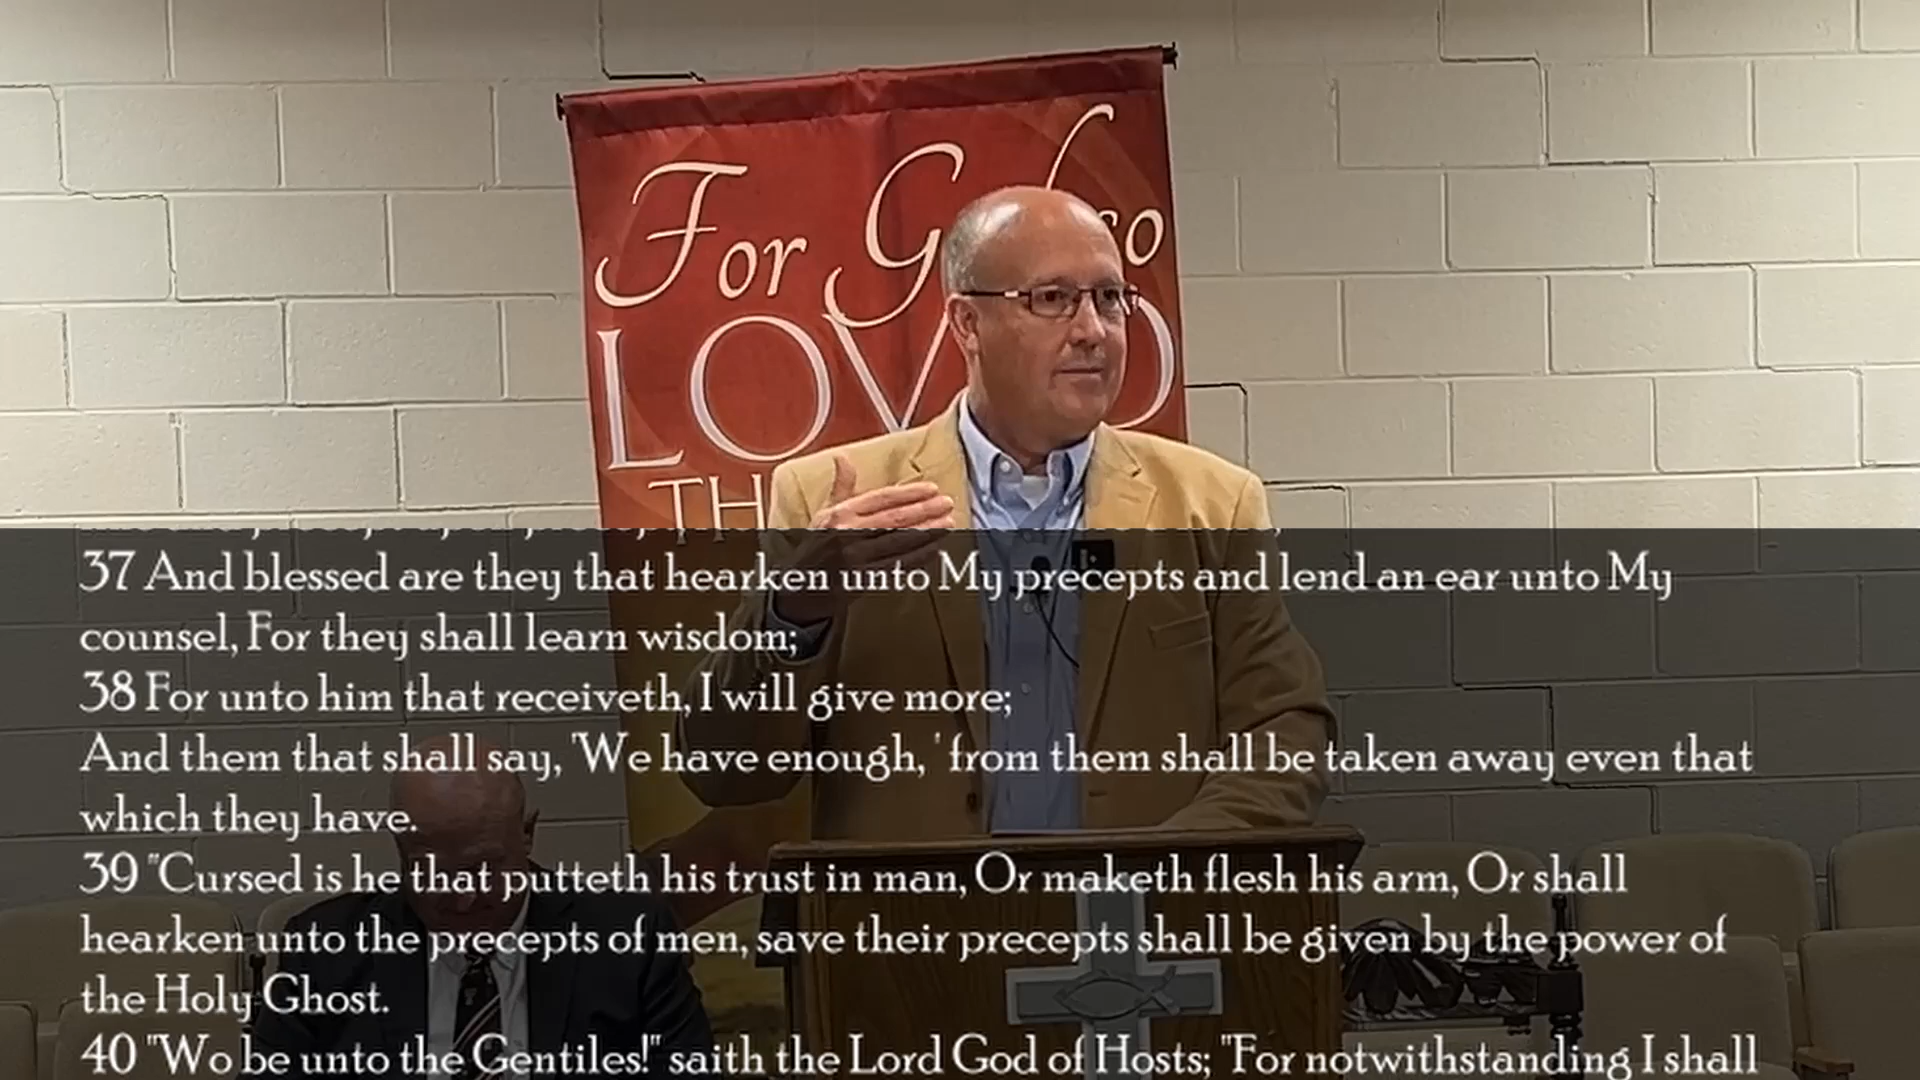 For God so
LOVED
TH
37 And blessed are they that hearken unto My precepts and lend an ear unto My
counsel, For they shall learn wisdom;
38 For unto him that receiveth, I will give more;
And them that shall say, 'We have enough, ' from them shall be taken away even that
which they have.
39 "Cursed is he that putteth his trust in man, Or maketh flesh his arm, Or shall
hearken unto the precepts of men, save their precepts shall be given by the power of
the Holy Ghost.
40 "Wo be unto the Gentiles!" saith the Lord God of Hosts; "For notwithstanding I shall